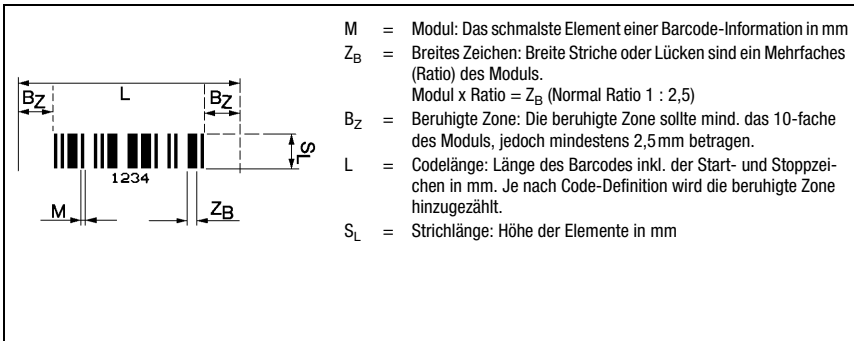 L
BZ
BZ
SL
1234
M
ZB
M = Modul: Das schmalste Element einer Barcode-Information in mm
ZB = Breites Zeichen: Breite Striche oder Lücken sind ein Mehrfaches
(Ratio) des Moduls.
Modul x Ratio = ZB (Normal Ratio 1 : 2,5)
BZ = Beruhigte Zone: Die beruhigte Zone sollte mind. das 10-fache
des Moduls, jedoch mindestens 2,5mm betragen.
L = Codelänge: Länge des Barcodes inkl. der Start- und Stoppzei-
chen in mm. Je nach Code-Definition wird die beruhigte Zone
hinzugezählt.
SL = Strichlänge: Höhe der Elemente in mm